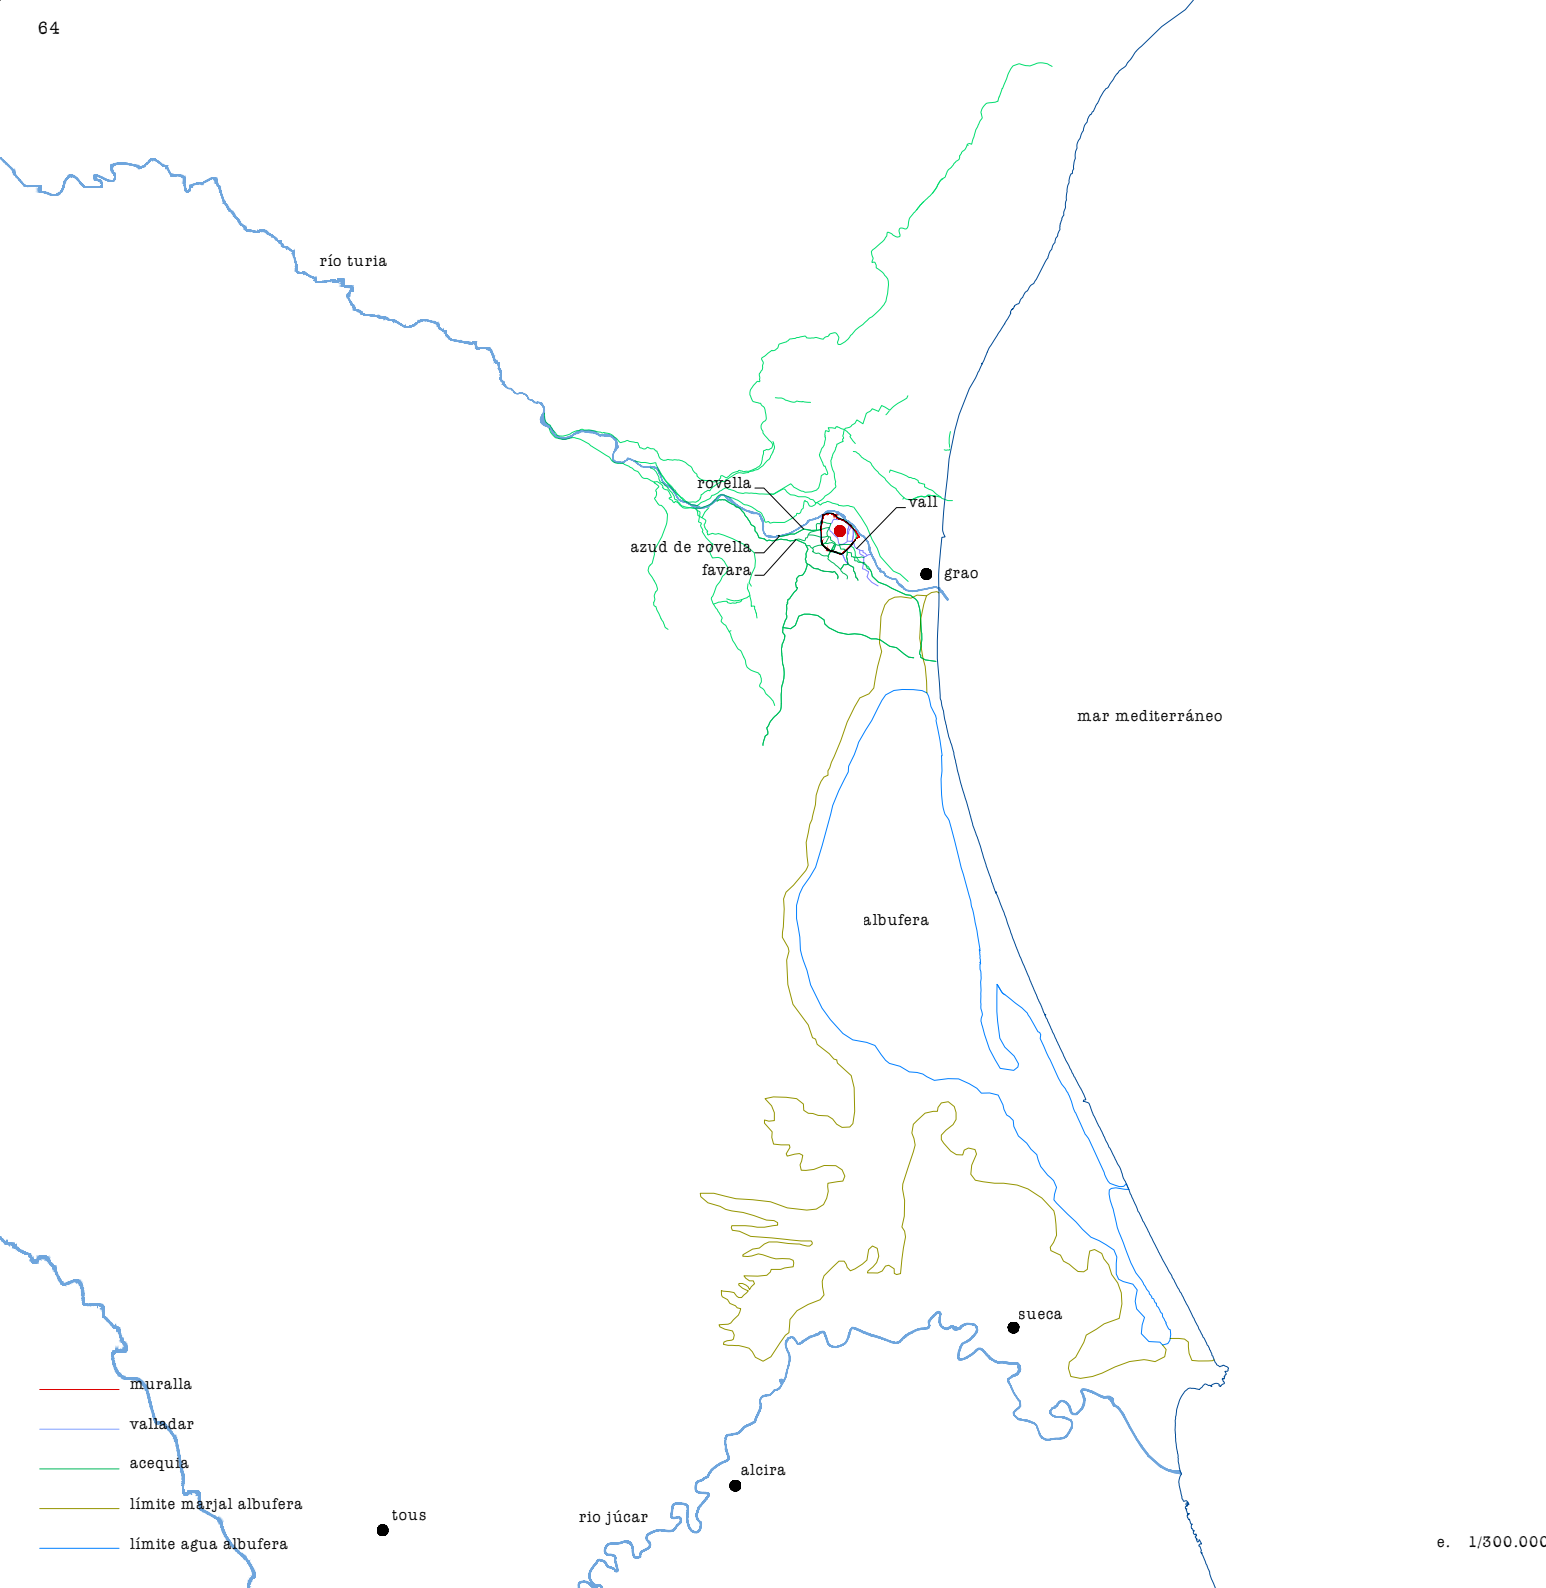 64
río turia
rovella
vall
azud de rovella
favara
grao
mar mediterráneo
albufera
sueca
muralla
valladar
acequia
alcira
límite marjal albufera
tous
rio júcar
límite agua albufera
e. 1/300.000